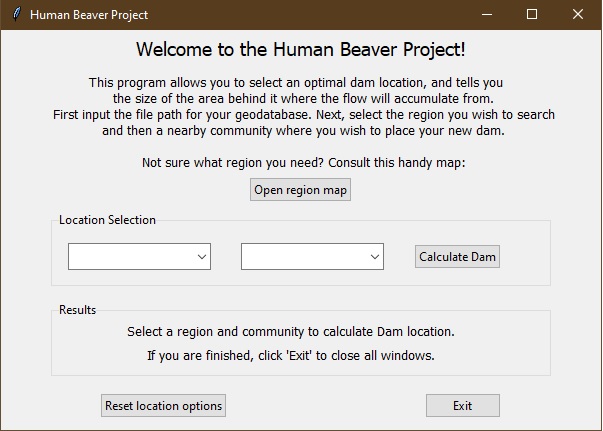 Human Beaver Project
Welcome to the Human Beaver Project!
This program allows you to select an optimal dam location, and tells you
the size of the area behind it where the flow will accumulate from.
First input the file path for your geodatabase. Next, select the region you wish to search
and then a nearby community where you wish to place your new dam.
Not sure what region you need? Consult this handy map:
Open region map
Location Selection
Calculate Dam
Results
Select a region and community to calculate Dam location.
If you are finished, click 'Exit' to close all windows.
Reset location options
Exit